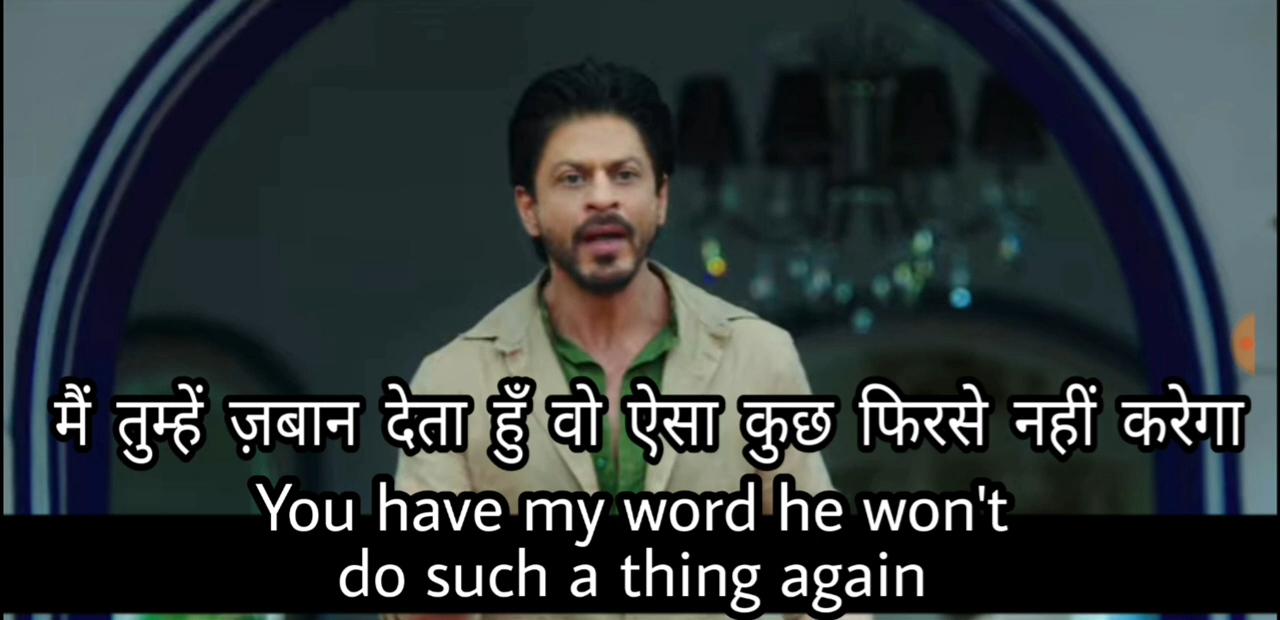 मैं तुम्हें ज़बान देता हुँ वो ऐसा कुछ फिरसे नहीं करेगा
You have my word he won't
do such a thing again